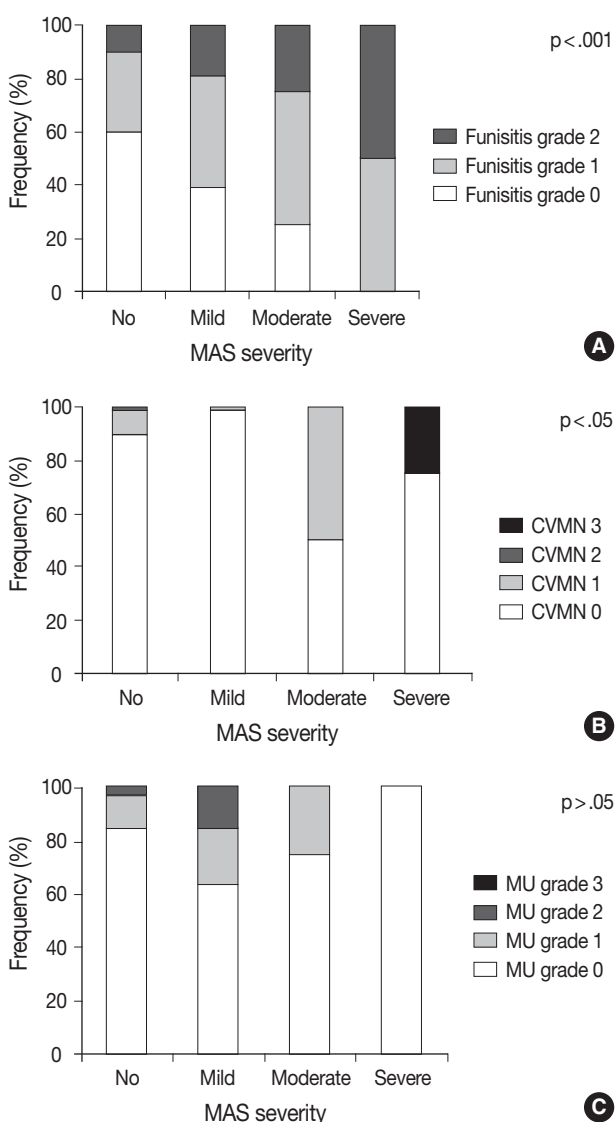 100
80
60
40
20
0
Frequency (%)
No Mild Moderate Severe
MAS severity
p<.001
Funisitis grade 2
Funisitis grade 1
Funisitis grade 0
A
100
80
60
40
20
0
Frequency (%)
No Mild Moderate Severe
MAS severity
p<.05
CVMN 3
CVMN 2
CVMN 1
CVMN 0
B
100
80
60
40
20
0
Frequency (%)
No Mild Moderate Severe
MAS severity
p>.05
MU grade 3
MU grade 2
MU grade 1
MU grade 0
C